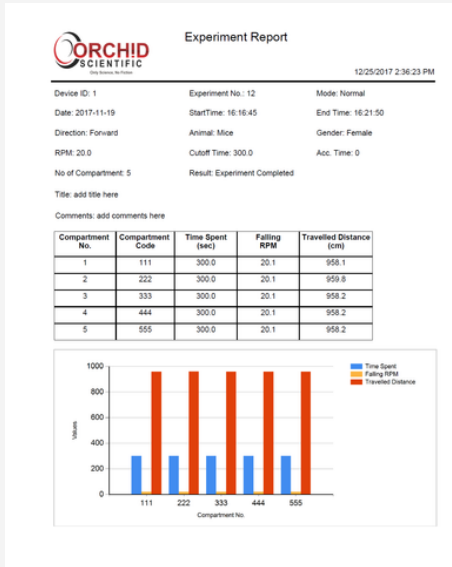 Experiment Report
ORCHID
SCIENTIFIC
Only Science. No Fiction
12/25/2017 2:36:23 PM
Device ID: 1 Experiment No.: 12 Mode: Normal
Date: 2017-11-19 StartTime: 16:16:45 End Time: 16:21:50
Direction: Forward Animal: Mice Gender: Female
RPM: 20.0 Cutoff Time: 300.0 Acc. Time: 0
No of Compartment: 5 Result: Experiment Completed
Title: add title here
Comments: add comments here
Compartment Compartment Time Spent Falling Travelled Distance
No. Code (sec) RPM (cm)
1 111 300.0 20.1 958.1
2 222 300.0 20.1 959.8
3 333 300.0 20.1 958.2
4 444 300.0 20.1 958.2
5 555 300.0 20.1 958.2
1000
800
600
400
200
0
Values
111 222 333 444 555
Compartment No.
Time Spent
Falling RPM
Travelled Distance